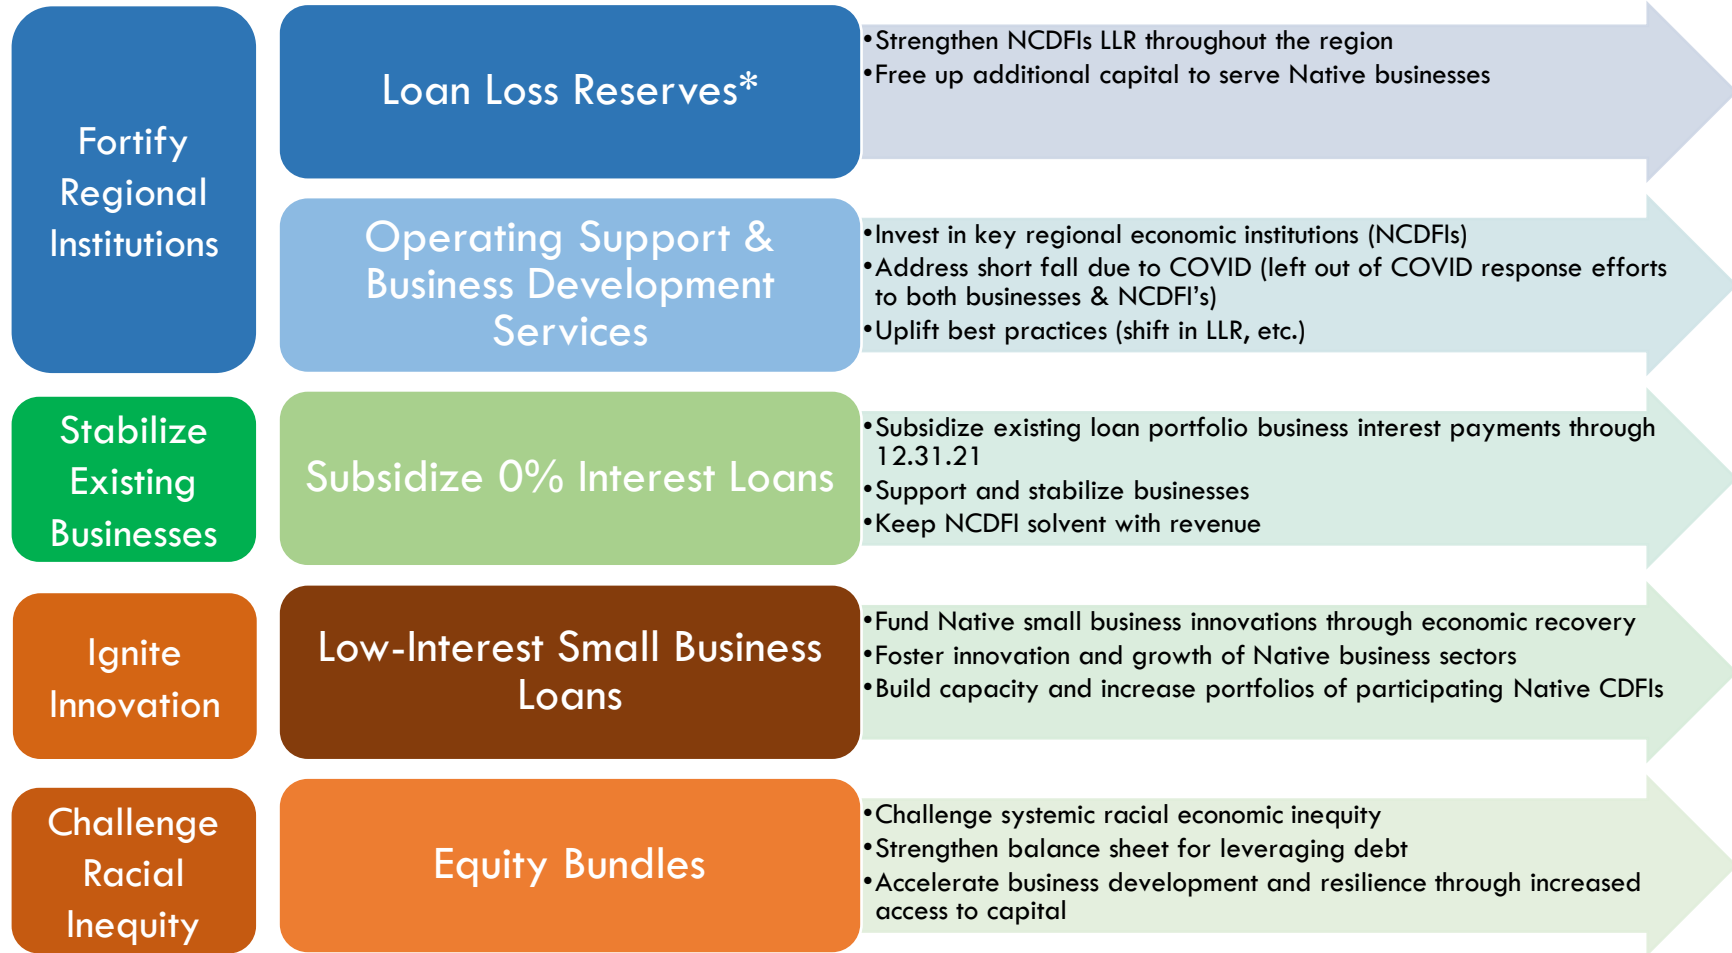 Fortify
Regional
Institutions
Loan Loss Reserves*
•Strengthen NCDFIs LLR throughout the region
•Free up additional capital to serve Native businesses
Operating Support &
Business Development
Services
•Invest in key regional economic institutions (NCDFIs)
•Address short fall due to COVID (left out of COVID response efforts
to both businesses & NCDFI’s)
•Uplift best practices (shift in LLR, etc.)
Stabilize
Existing
Businesses
Subsidize 0% Interest Loans
•Subsidize existing loan portfolio business interest payments through
12.31.21
•Support and stabilize businesses
•Keep NCDFI solvent with revenue
Ignite
Innovation
Low-Interest Small Business
Loans
•Fund Native small business innovations through economic recovery
•Foster innovation and growth of Native business sectors
•Build capacity and increase portfolios of participating Native CDFIs
Challenge
Racial
Inequity
Equity Bundles
•Challenge systemic racial economic inequity
•Strengthen balance sheet for leveraging debt
•Accelerate business development and resilience through increased
access to capital